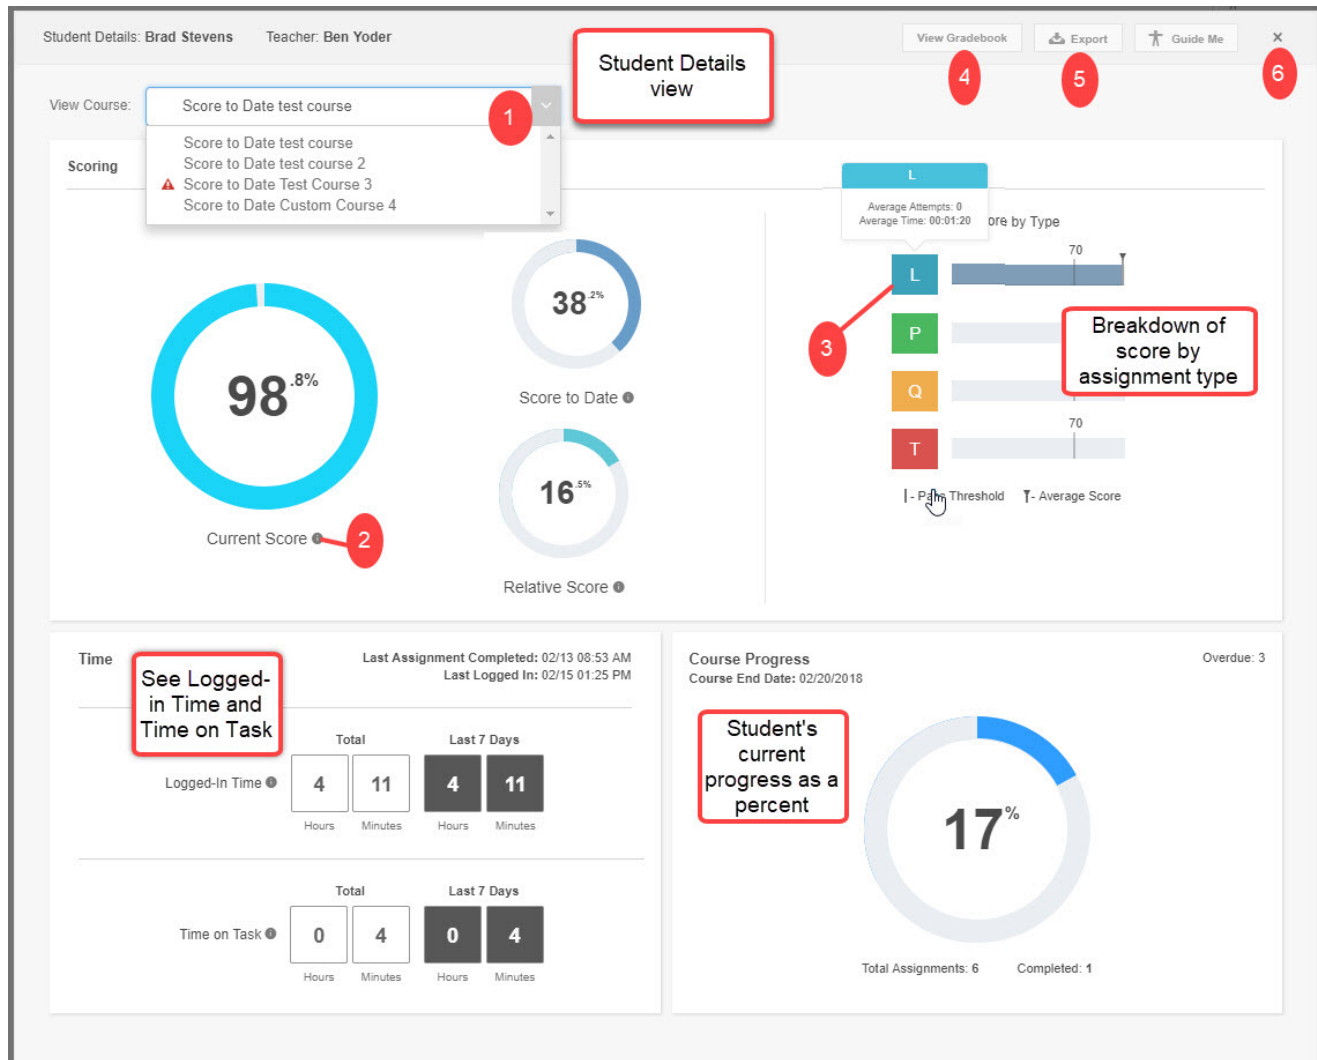 Student Details: Brad Stevens
Teacher: Ben Yoder
Student Details
view
View Gradebook
Export
Guide Me
×
4
5
6
View Course:
Score to Date test course
1
Score to Date test course
Score to Date test course 2
Score to Date Test Course 3
Score to Date Custom Course 4
Scoring
98.8%
Current Score
2
38.2%
Score to Date
16.5%
Relative Score
L
Average Attempts: 0
Average Time: 00:01:20
ore by Type
70
L
3
P
Q
T
70
Breakdown of
score by
assignment type
- Pass Threshold
- Average Score
Time
See Logged-
in Time and
Time on Task
Last Assignment Completed: 02/13 08:53 AM
Last Logged In: 02/15 01:25 PM
Total
Last 7 Days
Logged-In Time
4
11
4
11
Hours
Minutes
Hours
Minutes
Total
Last 7 Days
Time on Task
0
4
0
4
Hours
Minutes
Hours
Minutes
Course Progress
Overdue: 3
Course End Date: 02/20/2018
Student's
current
progress as a
percent
17%
Total Assignments: 6
Completed: 1